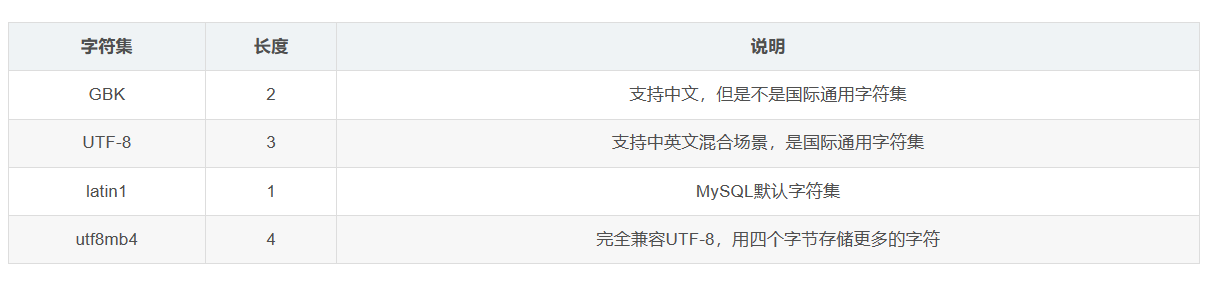 字符集 长度 说明
GBK 2 支持中文，但是不是国际通用字符集
UTF-8 3 支持中英文混合场景，是国际通用字符集
latin1 1 MySQL默认字符集
utf8mb4 4 完全兼容UTF-8，用四个字节存储更多的字符